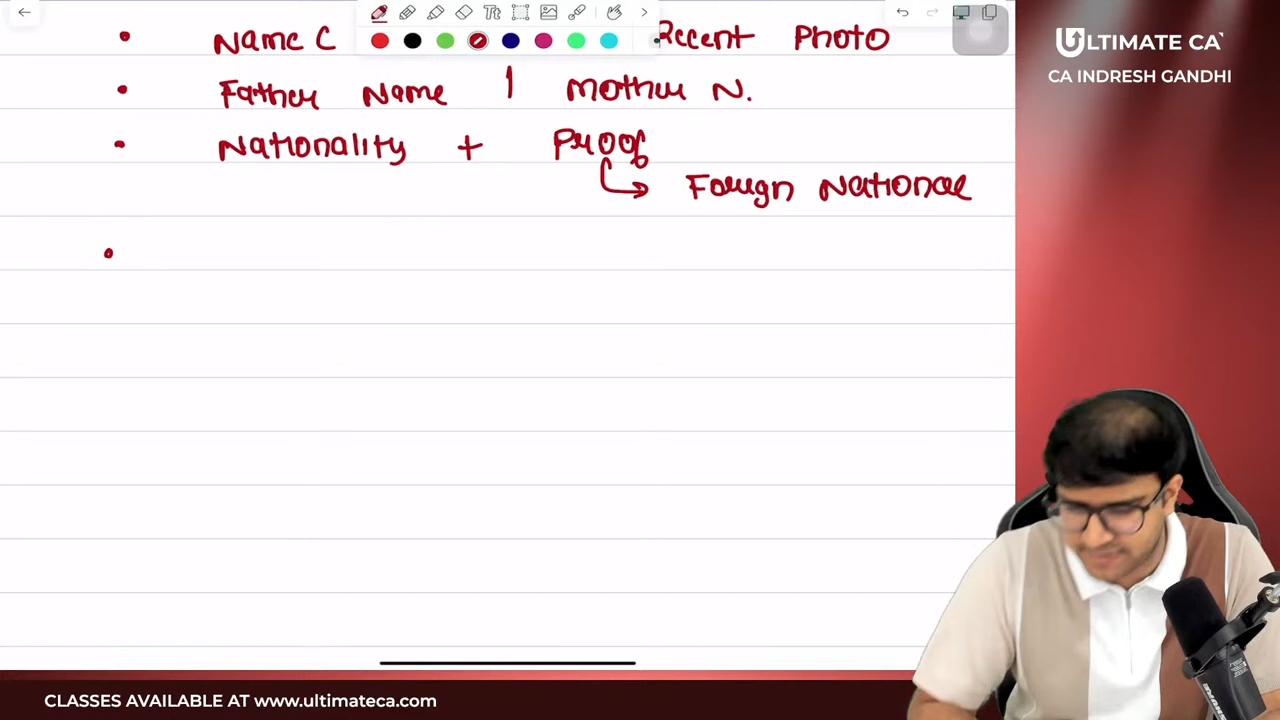 • Name C Recent Photo
• Father Name | Mother N.
• Nationality + Proof
↳ Foreign National
•
Tt
ULTIMATE CA
CA INDRESH GANDHI
CLASSES AVAILABLE AT www.ultimateca.com